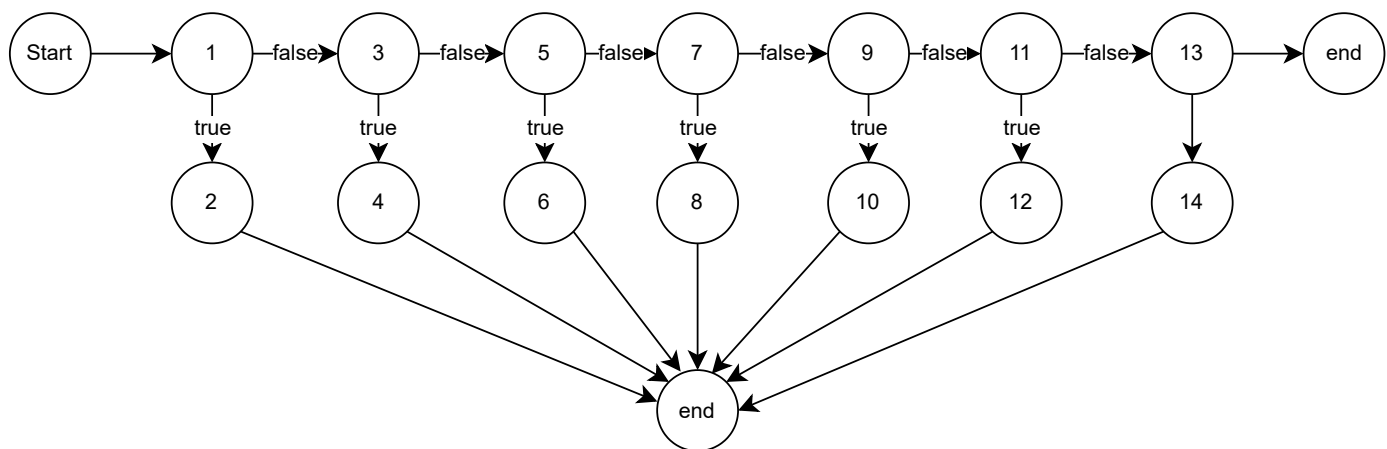 Start 1 false 3 false 5 false 7 false 9 false 11 false 13 end
true true true true true true
2 4 6 8 10 12 14
end